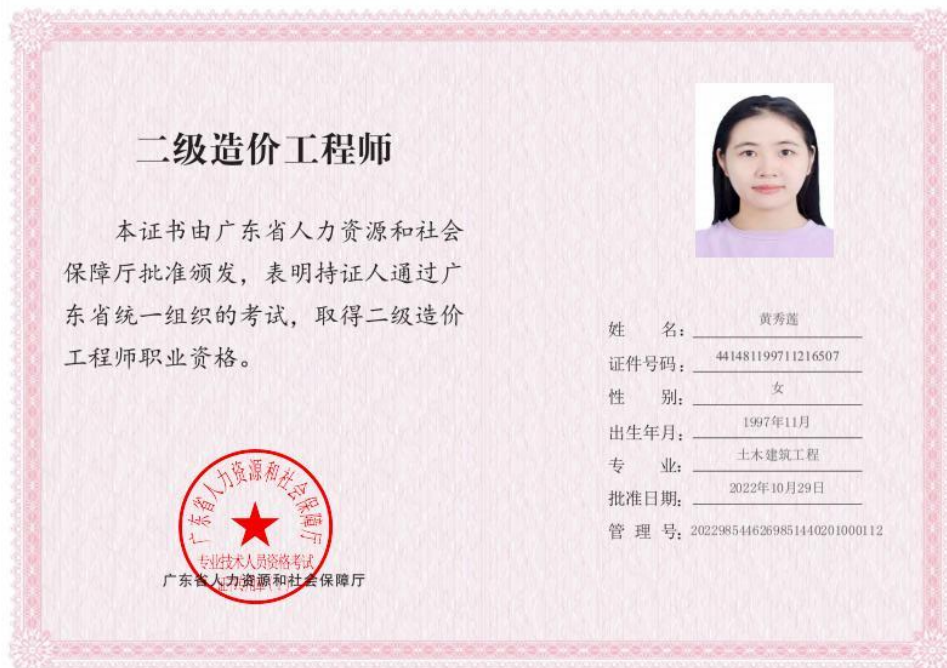 二级造价工程师
本证书由广东省人力资源和社会
保障厅批准颁发，表明持证人通过广
东省统一组织的考试，取得二级造价
工程师职业资格。
姓 名：黄秀莲
证件号码：441481199711216507
性 别：女
出生年月：1997年11月
专 业：土木建筑工程
批准日期：2022年10月29日
管 理 号：20229854462698514402010001​12
广东省人力资源和社会保障厅
专业技术人员资格考试
广东省人力资源和社会保障厅